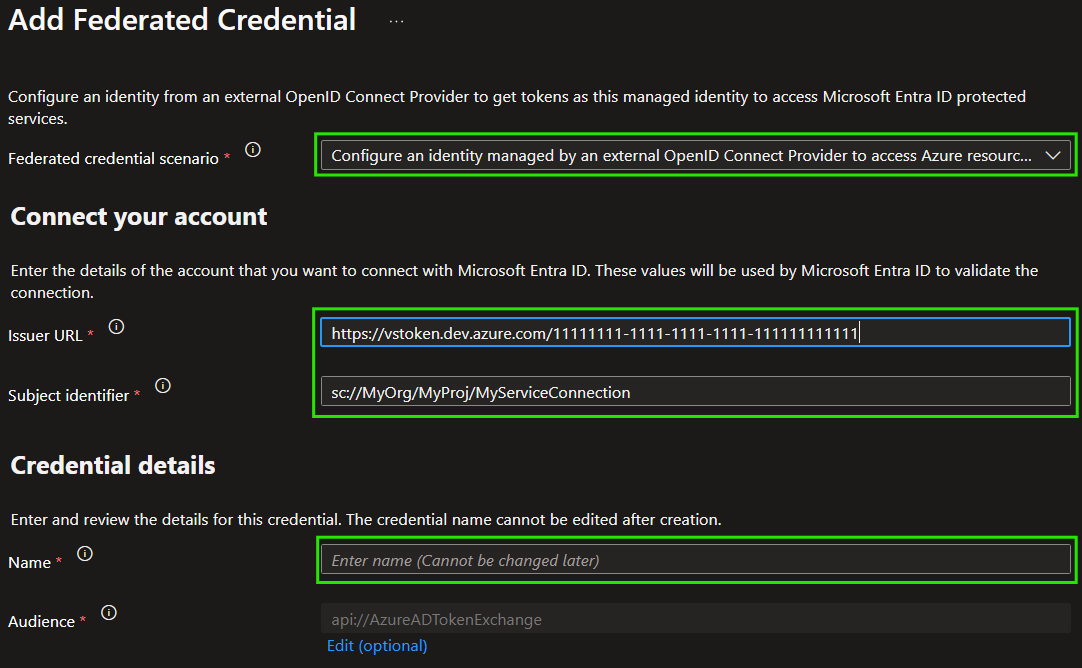 Add Federated Credential ...
Configure an identity from an external OpenID Connect Provider to get tokens as this managed identity to access Microsoft Entra ID protected
services.
Federated credential scenario *
Configure an identity managed by an external OpenID Connect Provider to access Azure resourc...
Connect your account
Enter the details of the account that you want to connect with Microsoft Entra ID. These values will be used by Microsoft Entra ID to validate the
connection.
Issuer URL *
https://vstoken.dev.azure.com/11111111-1111-1111-1111-111111111111
Subject identifier *
sc://MyOrg/MyProj/MyServiceConnection
Credential details
Enter and review the details for this credential. The credential name cannot be edited after creation.
Name *
Enter name (Cannot be changed later)
Audience *
api://AzureADTokenExchange
Edit (optional)